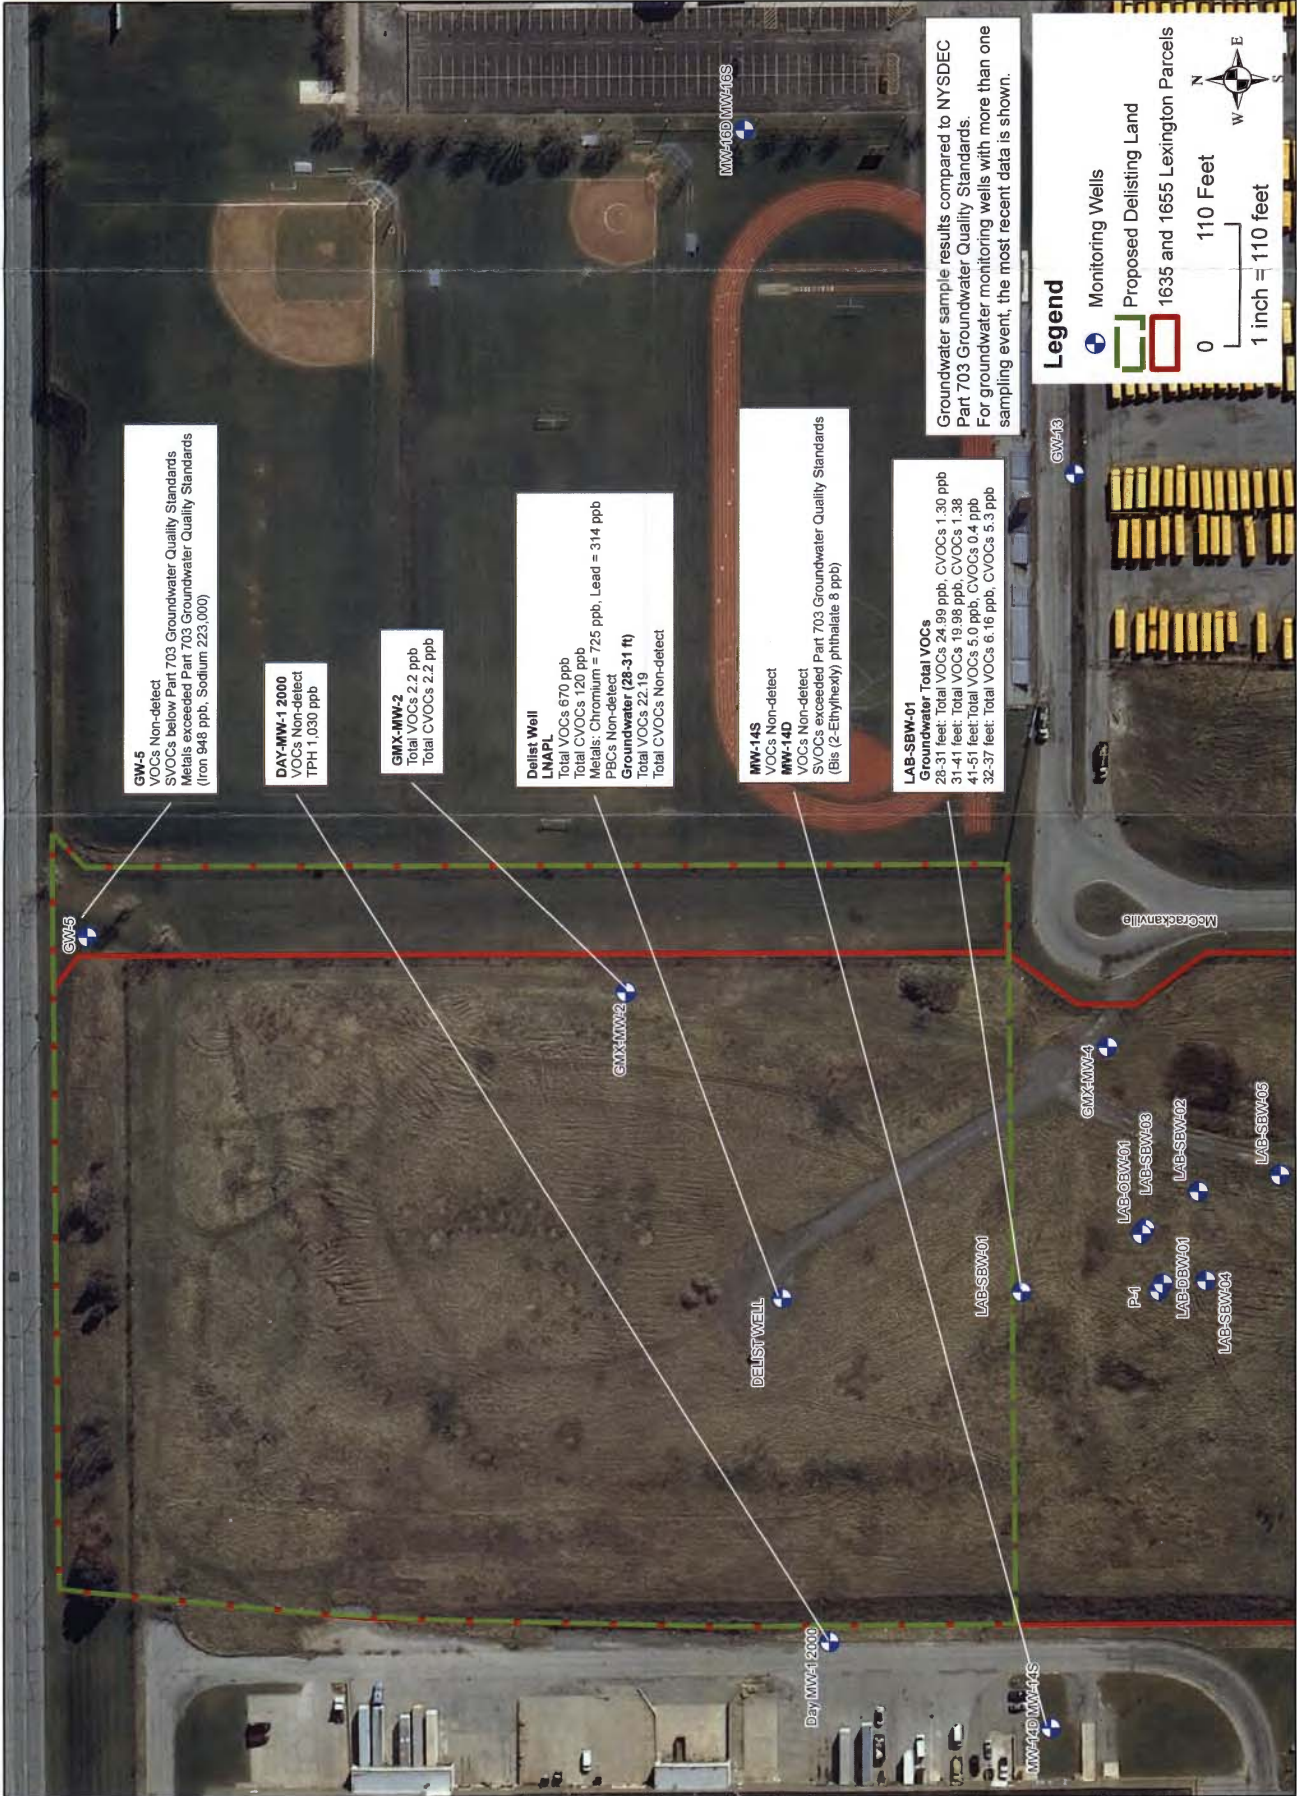 GW-5
VOCs Non-detect
SVOCs below Part 703 Groundwater Quality Standards
Metals exceeded Part 703 Groundwater Quality Standards
(Iron 948 ppb, Sodium 223,000)
DAY-MW-1 2000
VOCs Non-detect
TPH 1,030 ppb
GMX-MW-2
Total VOCs 2.2 ppb
Total CVOCs 2.2 ppb
Delist Well
LNAPL
Total VOCs 670 ppb
Total CVOCs 120 ppb
Metals: Chromium = 725 ppb, Lead = 314 ppb
PBCs Non-detect
Groundwater (28-31 ft)
Total VOCs 22.19
Total CVOCs Non-detect
MW-14S
VOCs Non-detect
MW-14D
VOCs Non-detect
SVOCs exceeded Part 703 Groundwater Quality Standards
(Bis (2-Ethylhexly) phthalate 8 ppb)
LAB-SBW-01
Groundwater Total VOCs
28-31 feet: Total VOCs 24.99 ppb, CVOCs 1.30 ppb
31-41 feet: Total VOCs 19.98 ppb, CVOCs 1.38
41-51 feet: Total VOCs 5.0 ppb, CVOCs 0.4 ppb
32-37 feet: Total VOCs 6.16 ppb, CVOCs 5.3 ppb
Groundwater sample results compared to NYSDEC
Part 703 Groundwater Quality Standards.
For groundwater monitoring wells with more than one
sampling event, the most recent data is shown.
Legend
Monitoring Wells
Proposed Delisting Land
1635 and 1655 Lexington Parcels
0 110 Feet
1 inch = 110 feet
N
W E
S
GW-5
MW-16D MW-16S
GMX-MW-2
DELIST WELL
Day MW-1 2000
MW-14D MW-14S
LAB-SBW-01
GW-13
McCrackanville
GMX-MW-4
LAB-OBW-01
LAB-SBW-03
LAB-SBW-02
P-1
LAB-DBW-01
LAB-SBW-04
LAB-SBW-05